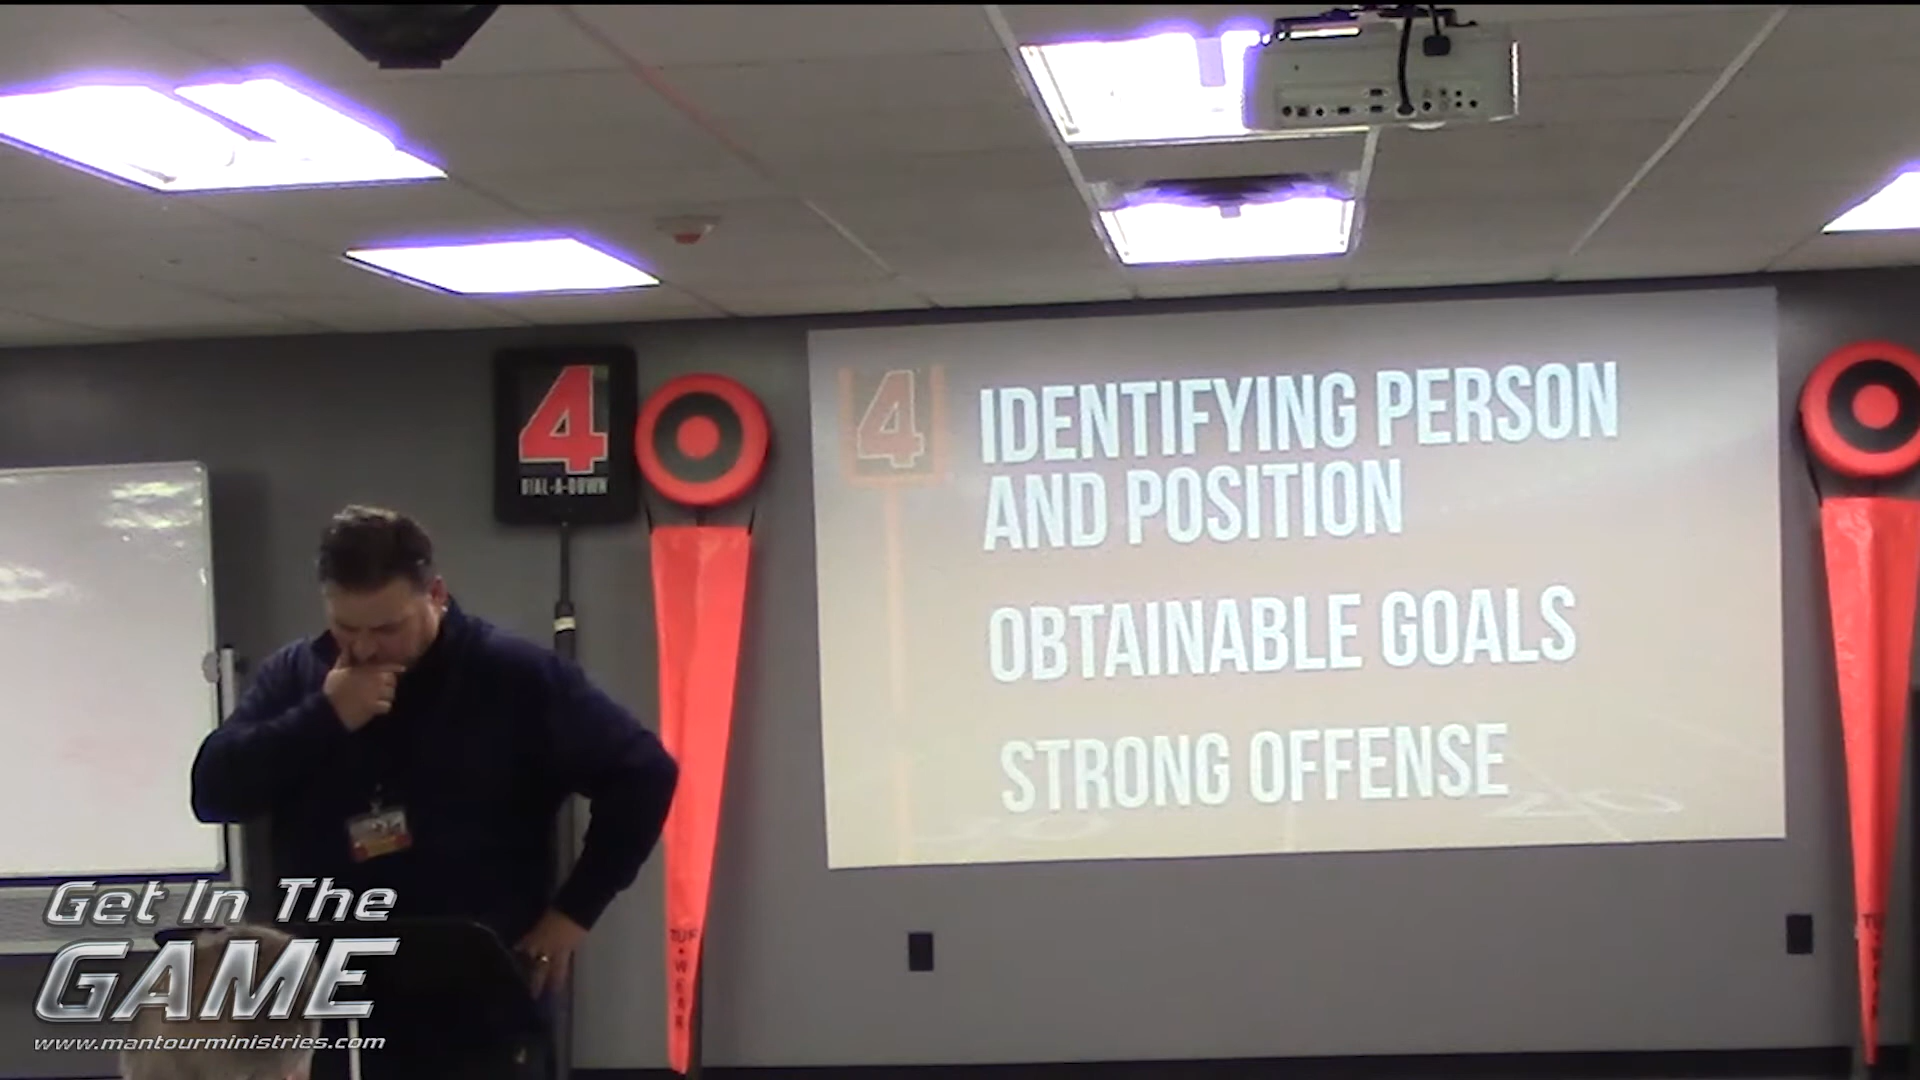 4
DIAL-A-DOWN
4
IDENTIFYING PERSON
AND POSITION
OBTAINABLE GOALS
STRONG OFFENSE
Get In The
GAME
www.mantourministries.com